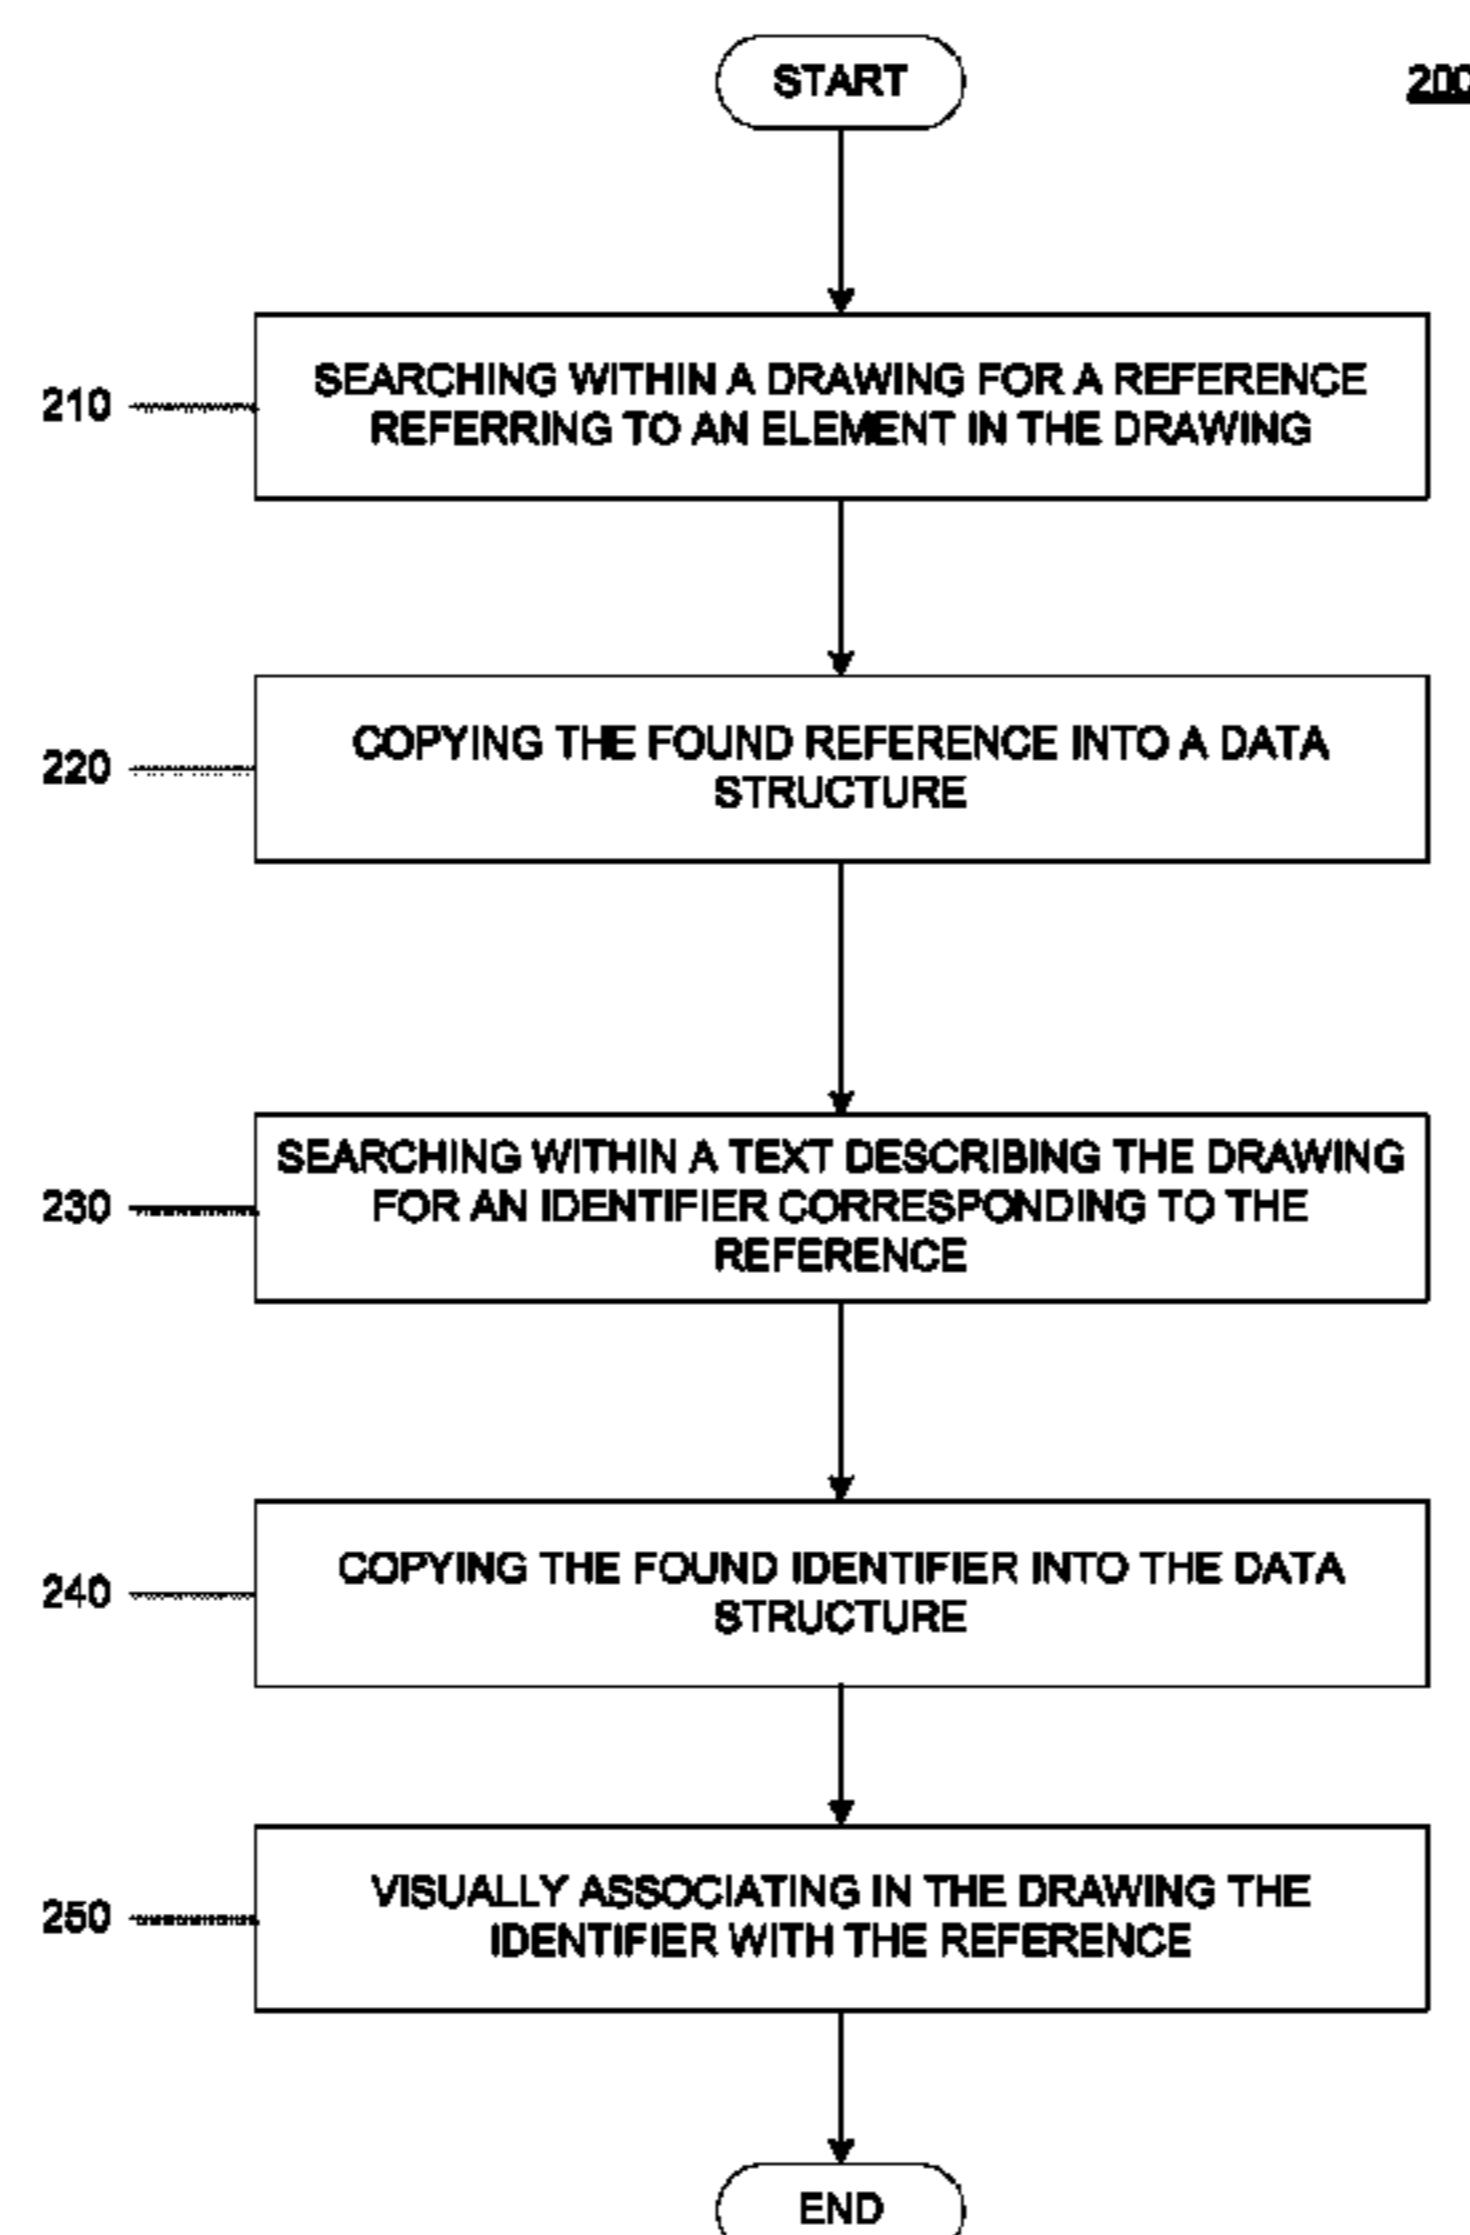 START
200
210
SEARCHING WITHIN A DRAWING FOR A REFERENCE
REFERRING TO AN ELEMENT IN THE DRAWING
220
COPYING THE FOUND REFERENCE INTO A DATA
STRUCTURE
230
SEARCHING WITHIN A TEXT DESCRIBING THE DRAWING
FOR AN IDENTIFIER CORRESPONDING TO THE
REFERENCE
240
COPYING THE FOUND IDENTIFIER INTO THE DATA
STRUCTURE
250
VISUALLY ASSOCIATING IN THE DRAWING THE
IDENTIFIER WITH THE REFERENCE
END